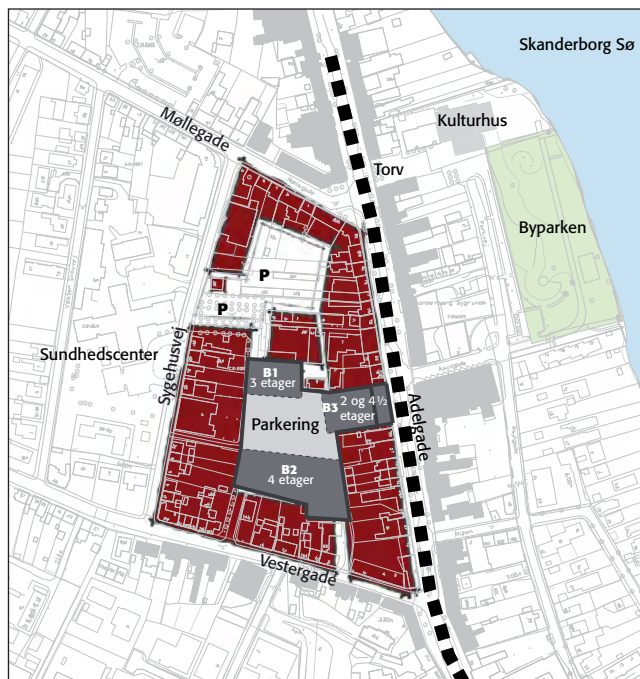 Skanderborg Sø
Kulturhus
Møllegade
Torv
Byparken
P
P
Sundhedscenter
Sygehusvej
B1
3 etager
B3
2 og 4½
etager
Adelgade
Parkering
B2
4 etager
Vestergade